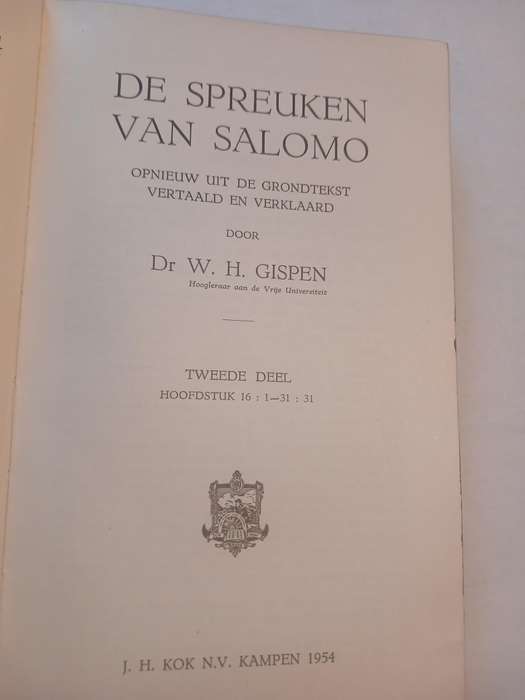 DE SPREUKEN
VAN SALOMO
OPNIEUW UIT DE GRONDTEKST
VERTAALD EN VERKLAARD
DOOR
Dr W. H. GISPEN
Hoogleraar aan de Vrije Universiteit
TWEEDE DEEL
HOOFDSTUK 16 : 1—31 : 31
J. H. KOK N.V. KAMPEN 1954